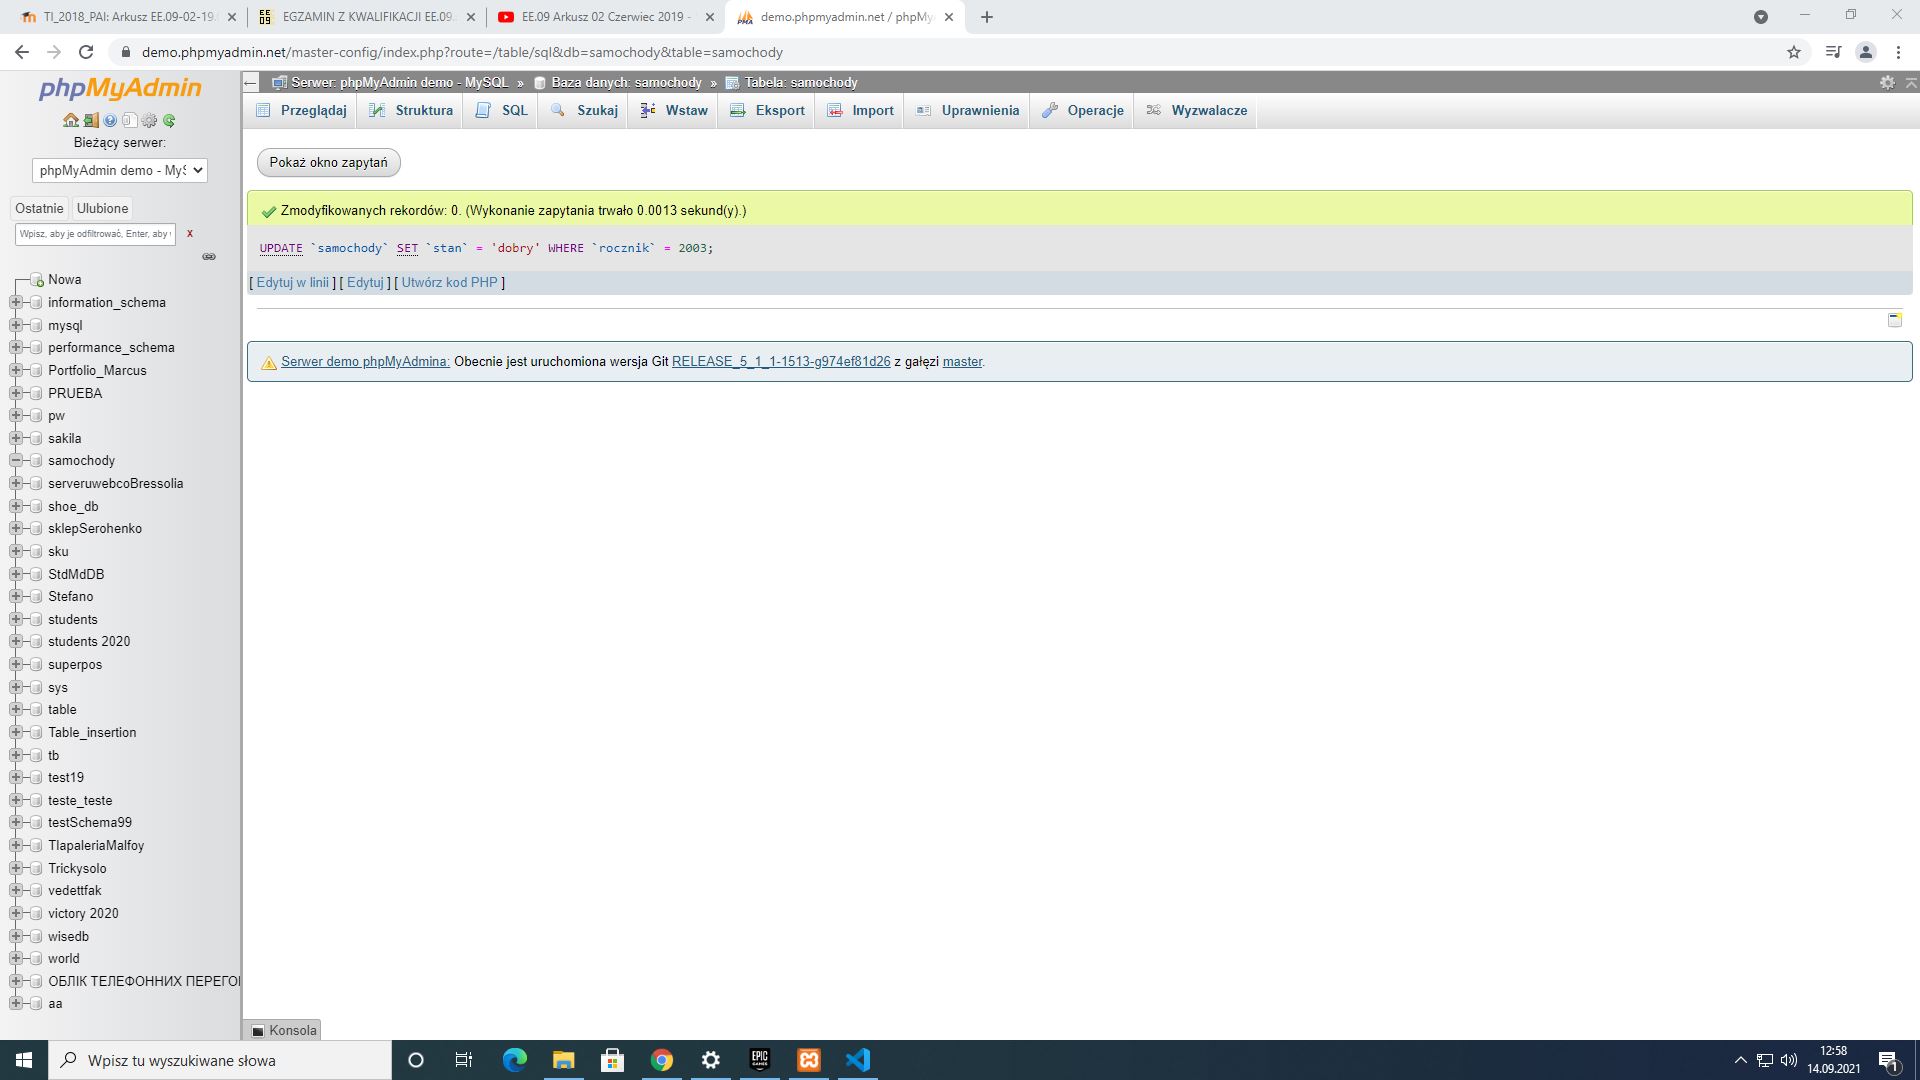 TI_2018_PAI: Arkusz EE.09-02-19.
EE 09
EGZAMIN Z KWALIFIKACJI EE.09
EE.09 Arkusz 02 Czerwiec 2019 -
PMA
demo.phpmyadmin.net / phpMy
demo.phpmyadmin.net/master-config/index.php?route=/table/sql&db=samochody&table=samochody
phpMyAdmin
Bieżący serwer:
phpMyAdmin demo - MyS
Ostatnie Ulubione
Wpisz, aby je odfiltrować, Enter, aby
x
Nowa
information_schema
mysql
performance_schema
Portfolio_Marcus
PRUEBA
pw
sakila
samochody
serveruwebcoBressolia
shoe_db
sklepSerohenko
sku
StdMdDB
Stefano
students
students 2020
superpos
sys
table
Table_insertion
tb
test19
teste_teste
testSchema99
TlapaleriaMalfoy
Trickysolo
vedettfak
victory 2020
wisedb
world
ОБЛІК ТЕЛЕФОННИХ ПЕРЕГО
aa
Serwer: phpMyAdmin demo - MySQL » Baza danych: samochody » Tabela: samochody
Przeglądaj Struktura SQL Szukaj Wstaw Eksport Import Uprawnienia Operacje Wyzwalacze
Pokaż okno zapytań
Zmodyfikowanych rekordów: 0. (Wykonanie zapytania trwało 0.0013 sekund(y).)
UPDATE `samochody` SET `stan` = 'dobry' WHERE `rocznik` = 2003;
[ Edytuj w linii ] [ Edytuj ] [ Utwórz kod PHP ]
Serwer demo phpMyAdmina: Obecnie jest uruchomiona wersja Git RELEASE_5_1_1-1513-g974ef81d26 z gałęzi master.
Konsola
Wpisz tu wyszukiwane słowa
EPIC GAMES
12:58
14.09.2021
1